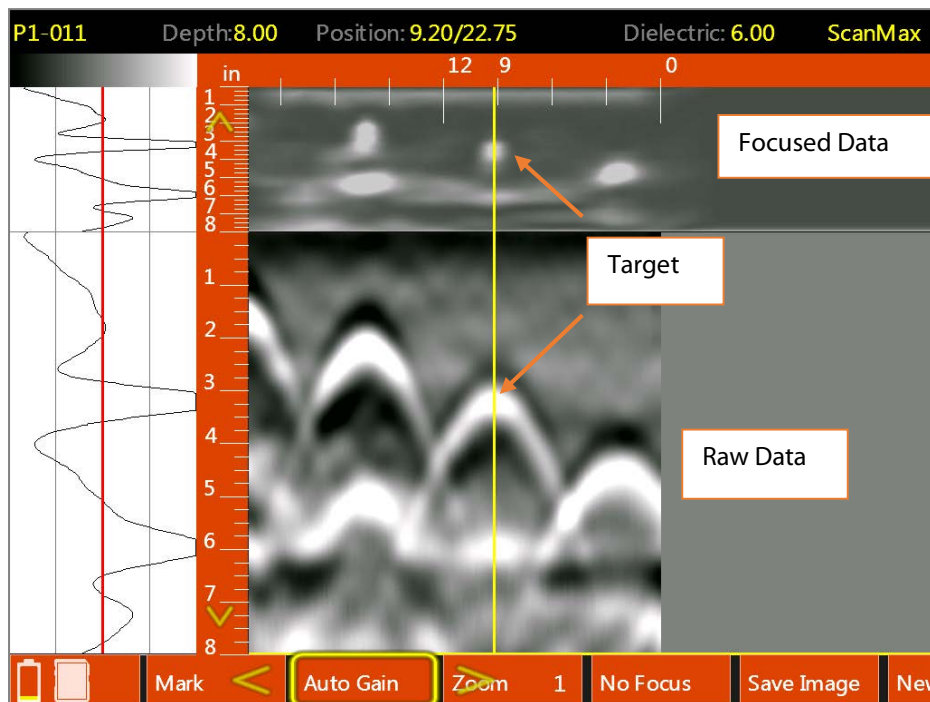 P1-011 Depth:8.00 Position: 9.20/22.75 Dielectric: 6.00 ScanMax
in 12 9 0
1
2
3
4
5
6
7
8
Focused Data
Target
1
2
3
4
5
6
7
8
Raw Data
Mark Auto Gain Zoom 1 No Focus Save Image New